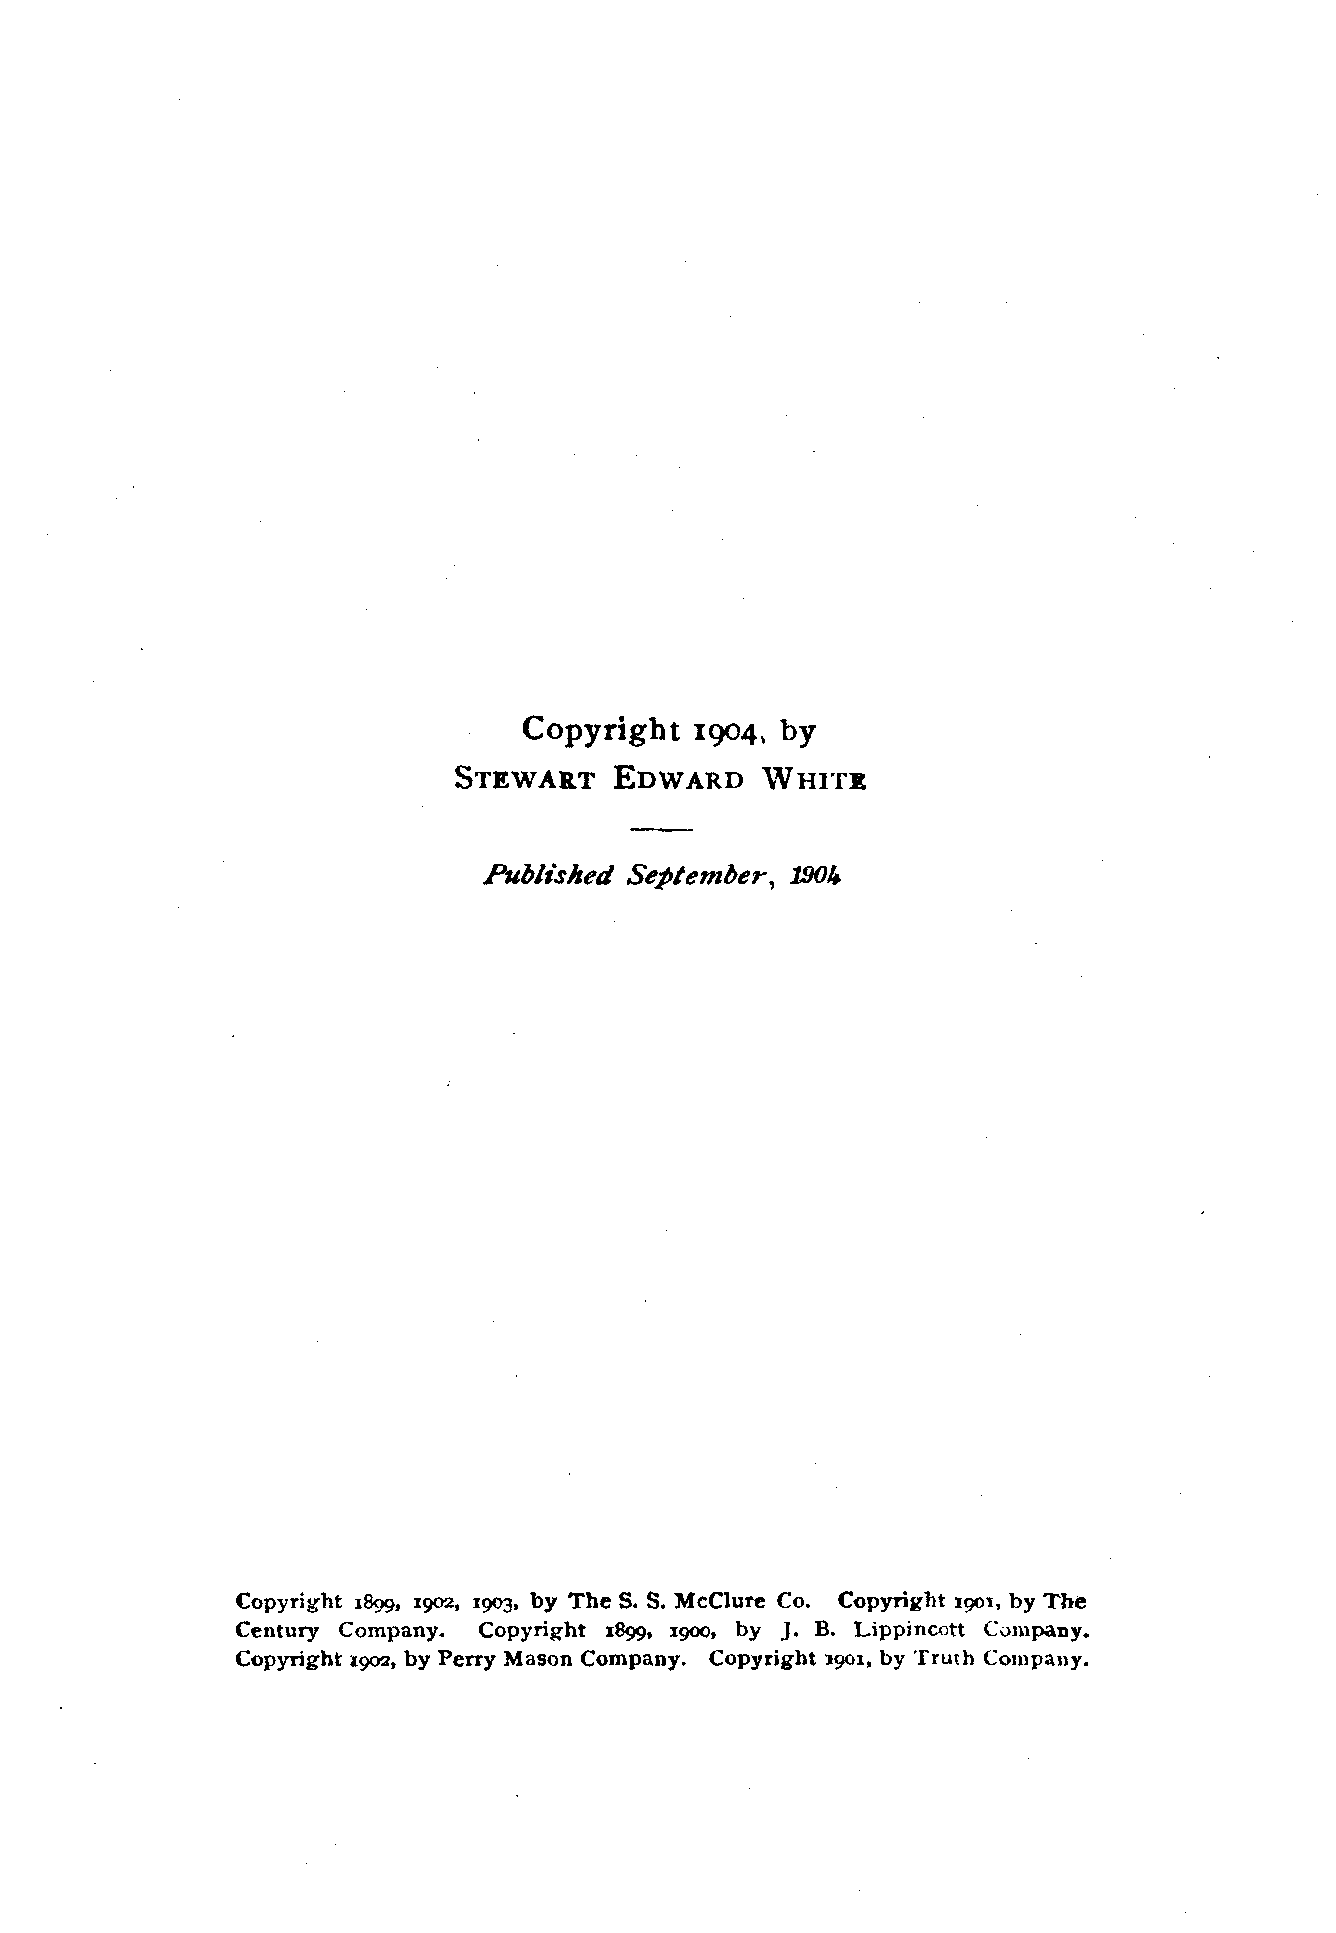 Copyright 1904, by
STEWART EDWARD WHITE
Published September, 1904
Copyright 1899, 1902, 1903, by The S. S. McClure Co. Copyright 1901, by The
Century Company. Copyright 1899, 1900, by J. B. Lippincott Company.
Copyright 1902, by Perry Mason Company. Copyright 1901, by Truth Company.